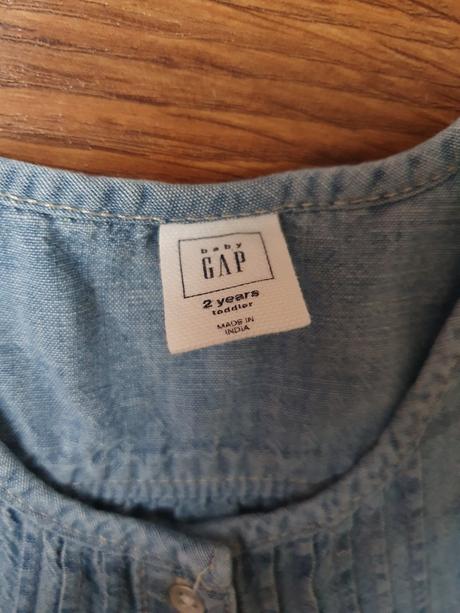 baby
GAP
2 years
toddler
MADE IN
INDIA